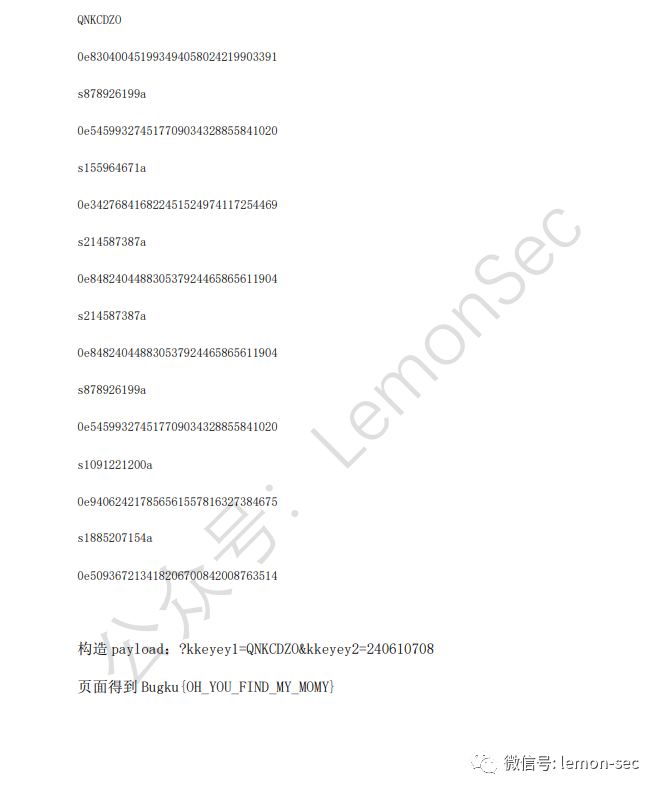 QNKCDZO
0e830400451993494058024219903391
s878926199a
0e545993274517709034328855841020
s155964671a
0e342768416822451524974117254469
s214587387a
0e848240448830537924465865611904
s214587387a
0e848240448830537924465865611904
s878926199a
0e545993274517709034328855841020
s1091221200a
0e940624217856561557816327384675
s1885207154a
0e509367213418206700842008763514
构造 payload：?kkeyey1=QNKCDZO&kkeyey2=240610708
页面得到 Bugku{OH_YOU_FIND_MY_MOMY}
公众号：LemonSec
微信号: lemon-sec